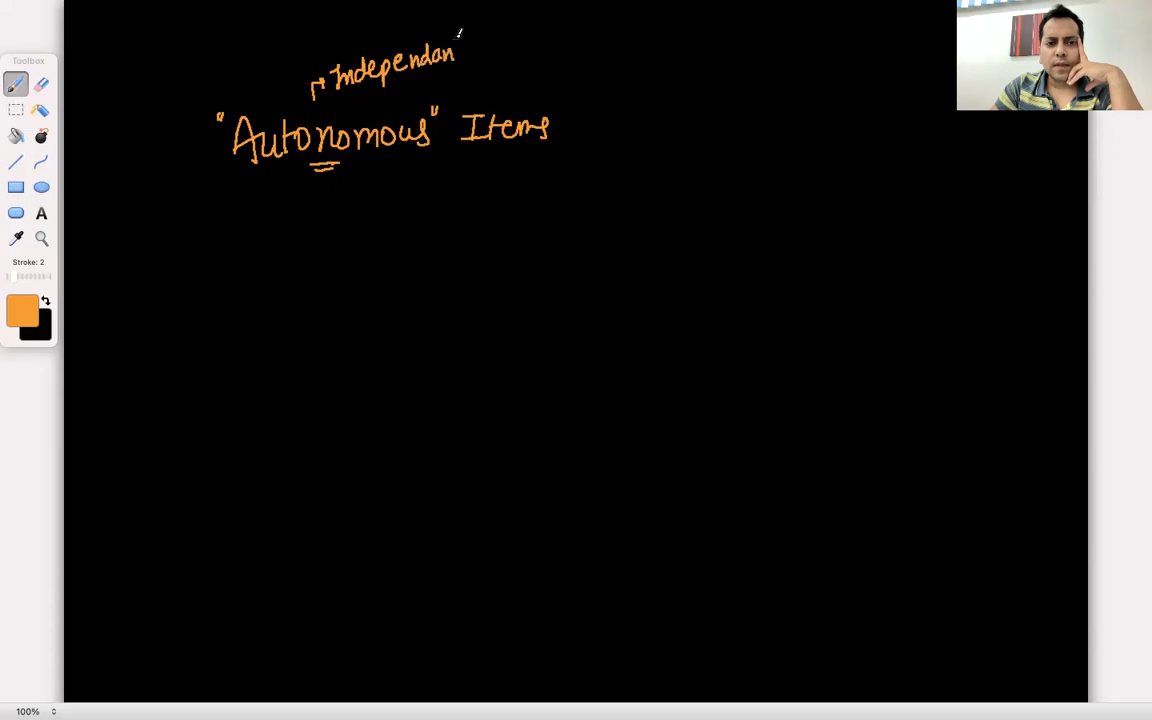 Toolbox
Independan
"Autonomous" Items
A
Stroke: 2
100%